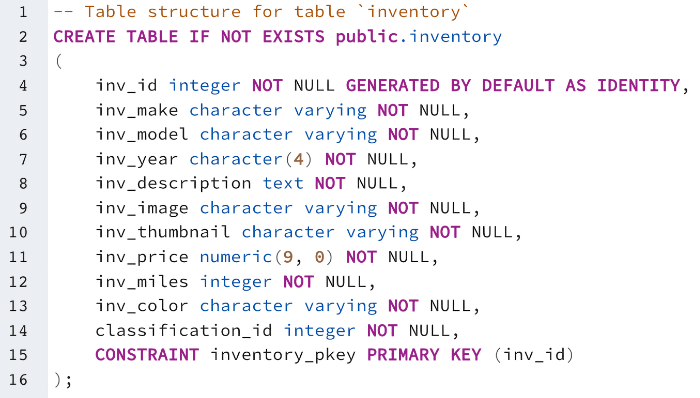 1 -- Table structure for table `inventory`
2 CREATE TABLE IF NOT EXISTS public.inventory
3 (
4 inv_id integer NOT NULL GENERATED BY DEFAULT AS IDENTITY,
5 inv_make character varying NOT NULL,
6 inv_model character varying NOT NULL,
7 inv_year character(4) NOT NULL,
8 inv_description text NOT NULL,
9 inv_image character varying NOT NULL,
10 inv_thumbnail character varying NOT NULL,
11 inv_price numeric(9, 0) NOT NULL,
12 inv_miles integer NOT NULL,
13 inv_color character varying NOT NULL,
14 classification_id integer NOT NULL,
15 CONSTRAINT inventory_pkey PRIMARY KEY (inv_id)
16 );